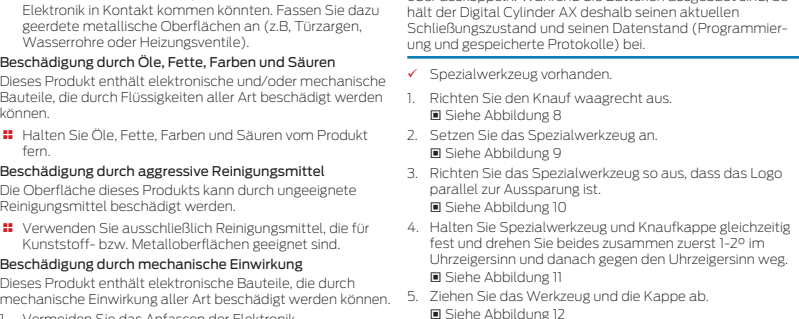 Elektronik in Kontakt kommen könnten. Fassen Sie dazu
geerdete metallische Oberflächen an (z.B, Türzargen,
Wasserrohre oder Heizungsventile).
Beschädigung durch Öle, Fette, Farben und Säuren
Dieses Produkt enthält elektronische und/oder mechanische
Bauteile, die durch Flüssigkeiten aller Art beschädigt werden
können.
Halten Sie Öle, Fette, Farben und Säuren vom Produkt
fern.
Beschädigung durch aggressive Reinigungsmittel
Die Oberfläche dieses Produkts kann durch ungeeignete
Reinigungsmittel beschädigt werden.
Verwenden Sie ausschließlich Reinigungsmittel, die für
Kunststoff- bzw. Metalloberflächen geeignet sind.
Beschädigung durch mechanische Einwirkung
Dieses Produkt enthält elektronische Bauteile, die durch
mechanische Einwirkung aller Art beschädigt werden können.
1. Vermeiden Sie das Anfassen der Elektronik.
hält der Digital Cylinder AX deshalb seinen aktuellen
Schließungszustand und seinen Datenstand (Programmier-
ung und gespeicherte Protokolle) bei.
✓ Spezialwerkzeug vorhanden.
1. Richten Sie den Knauf waagrecht aus.
▣ Siehe Abbildung 8
2. Setzen Sie das Spezialwerkzeug an.
▣ Siehe Abbildung 9
3. Richten Sie das Spezialwerkzeug so aus, dass das Logo
parallel zur Aussparung ist.
▣ Siehe Abbildung 10
4. Halten Sie Spezialwerkzeug und Knaufkappe gleichzeitig
fest und drehen Sie beides zusammen zuerst 1-2° im
Uhrzeigersinn und danach gegen den Uhrzeigersinn weg.
▣ Siehe Abbildung 11
5. Ziehen Sie das Werkzeug und die Kappe ab.
▣ Siehe Abbildung 12